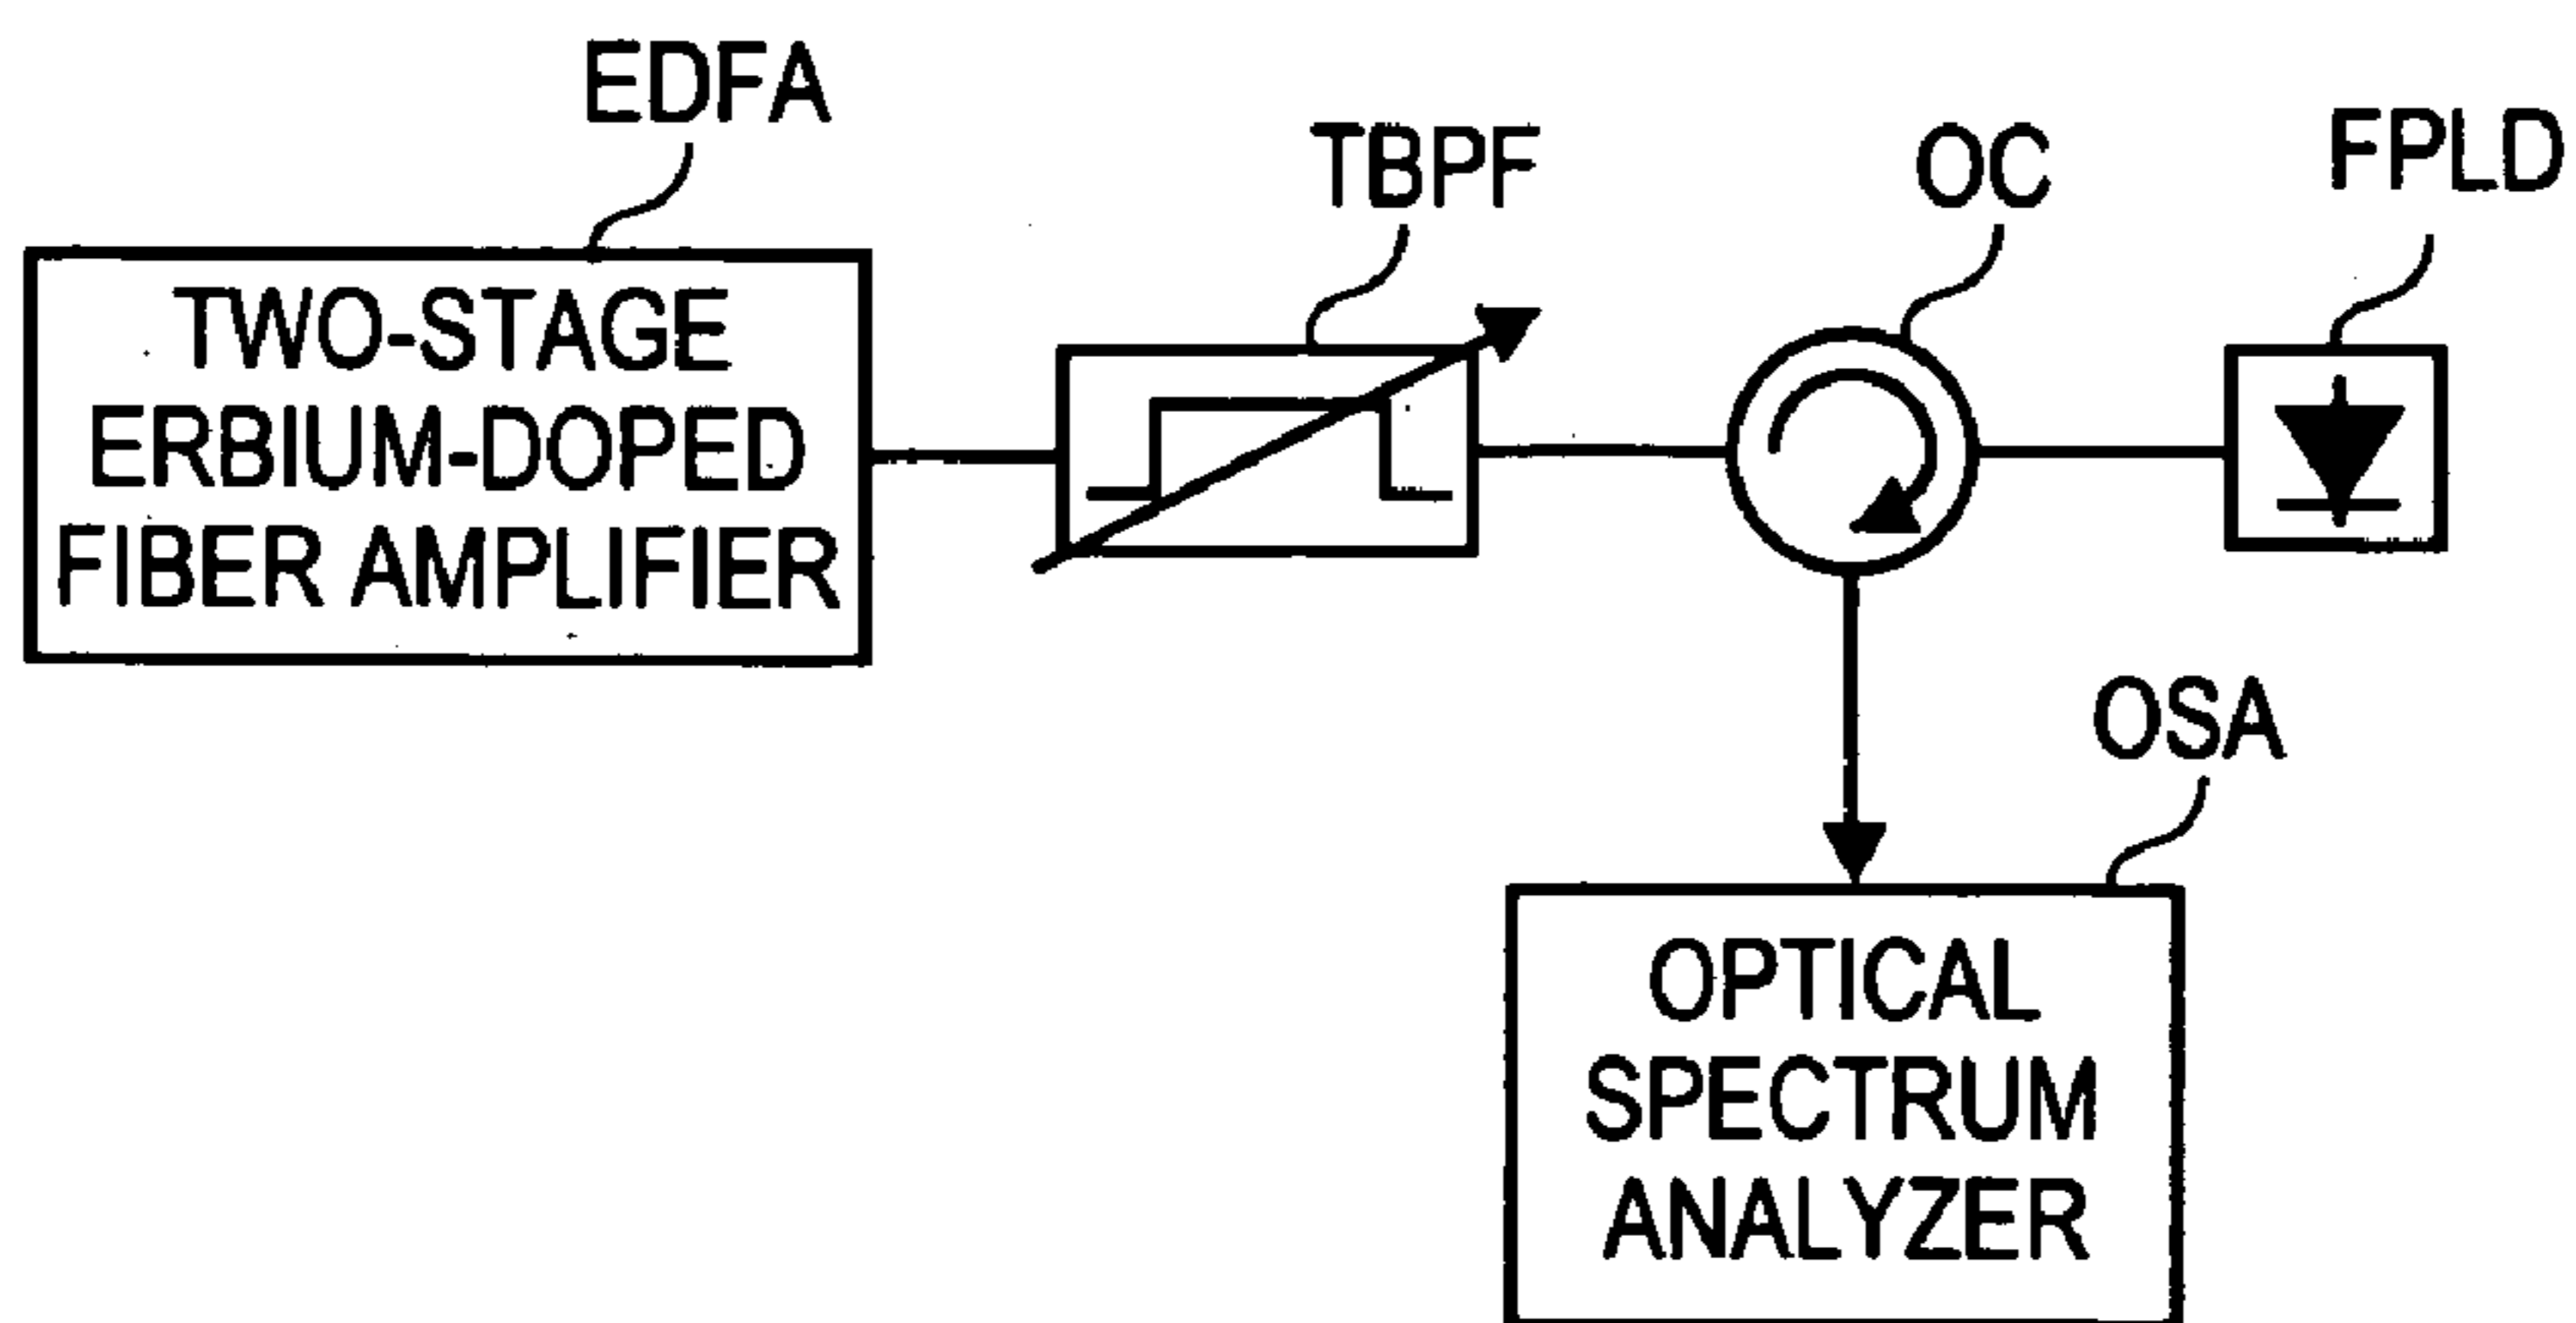 EDFA
TBPF
OC
FPLD
TWO-STAGE
ERBIUM-DOPED
FIBER AMPLIFIER
OSA
OPTICAL
SPECTRUM
ANALYZER